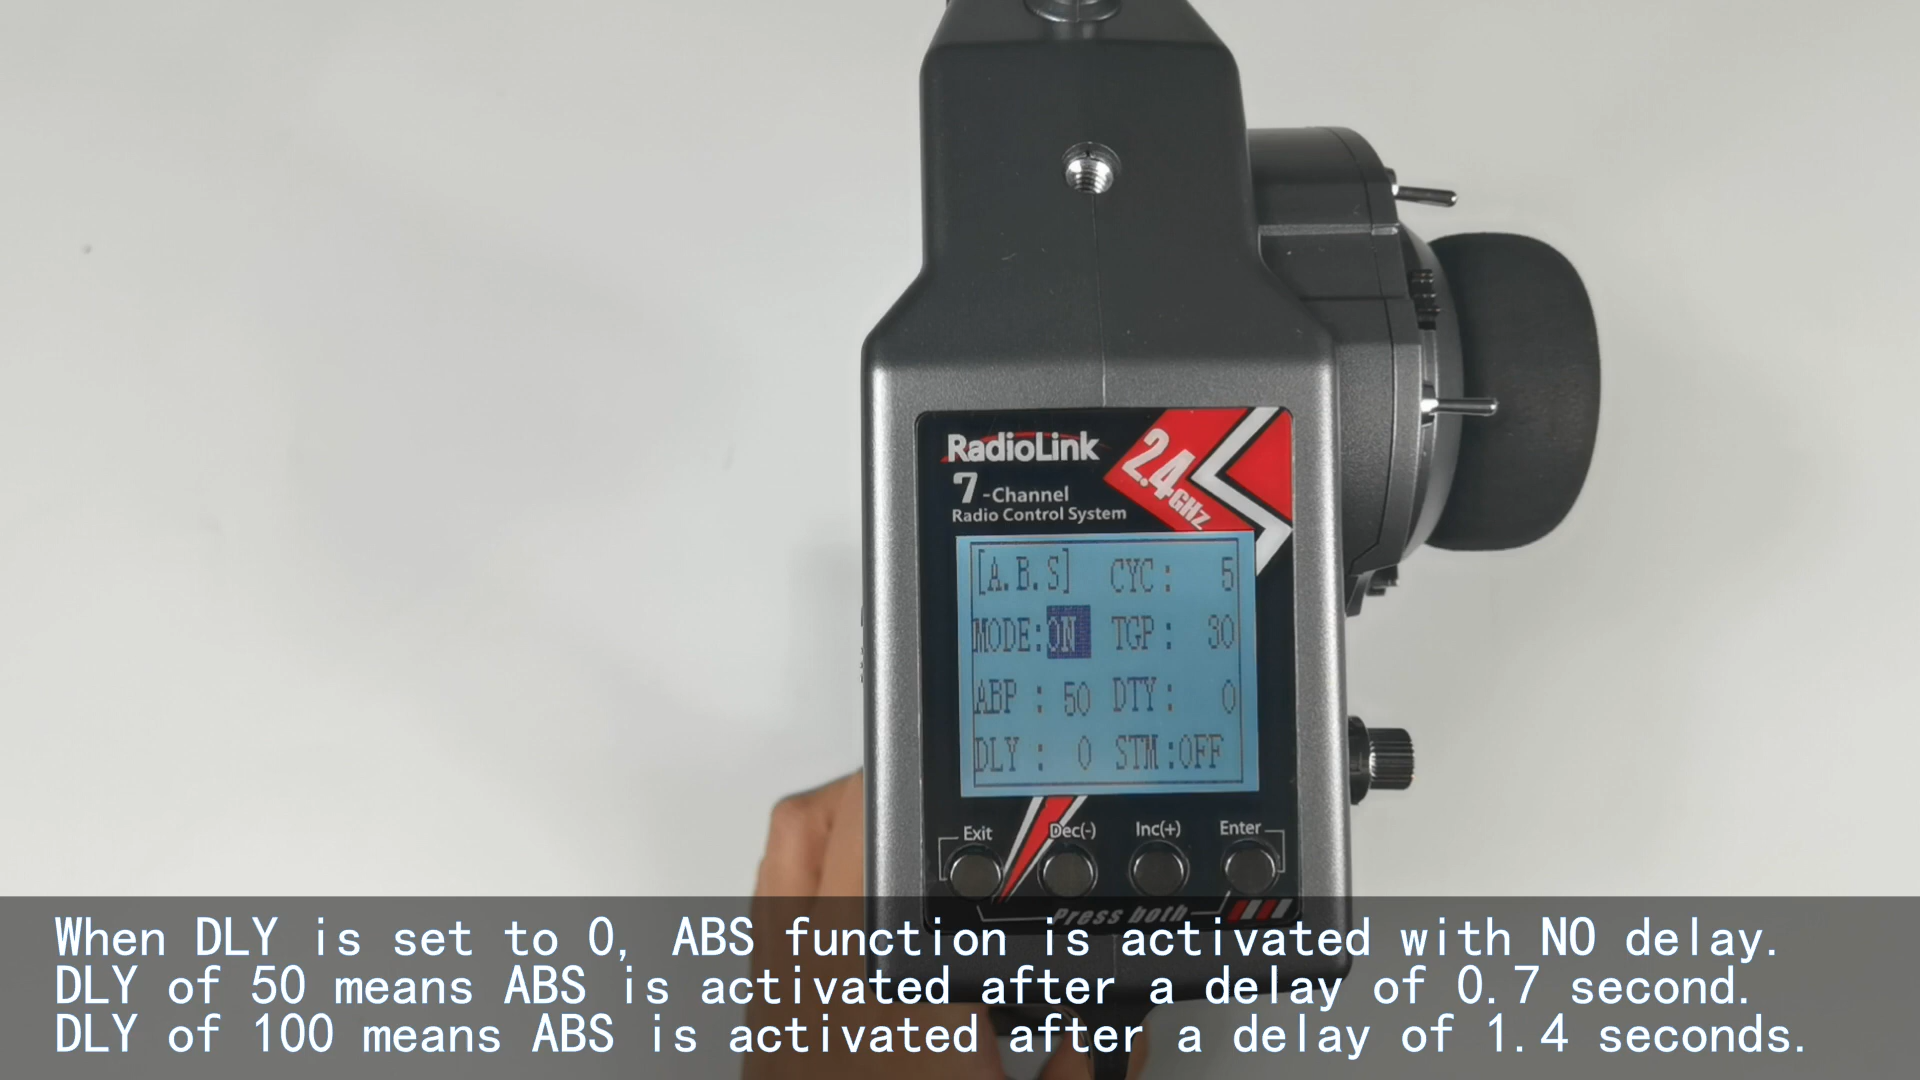 RadioLink
2.4GHz
7-Channel
Radio Control System
[A.B.S] CYC: 5
MODE:ON TGP: 30
ABP: 50 DTY: 0
DLY: 0 STM:OFF
Exit Dec(-) Inc(+) Enter
Press both
When DLY is set to 0, ABS function is activated with NO delay.
DLY of 50 means ABS is activated after a delay of 0.7 second.
DLY of 100 means ABS is activated after a delay of 1.4 seconds.